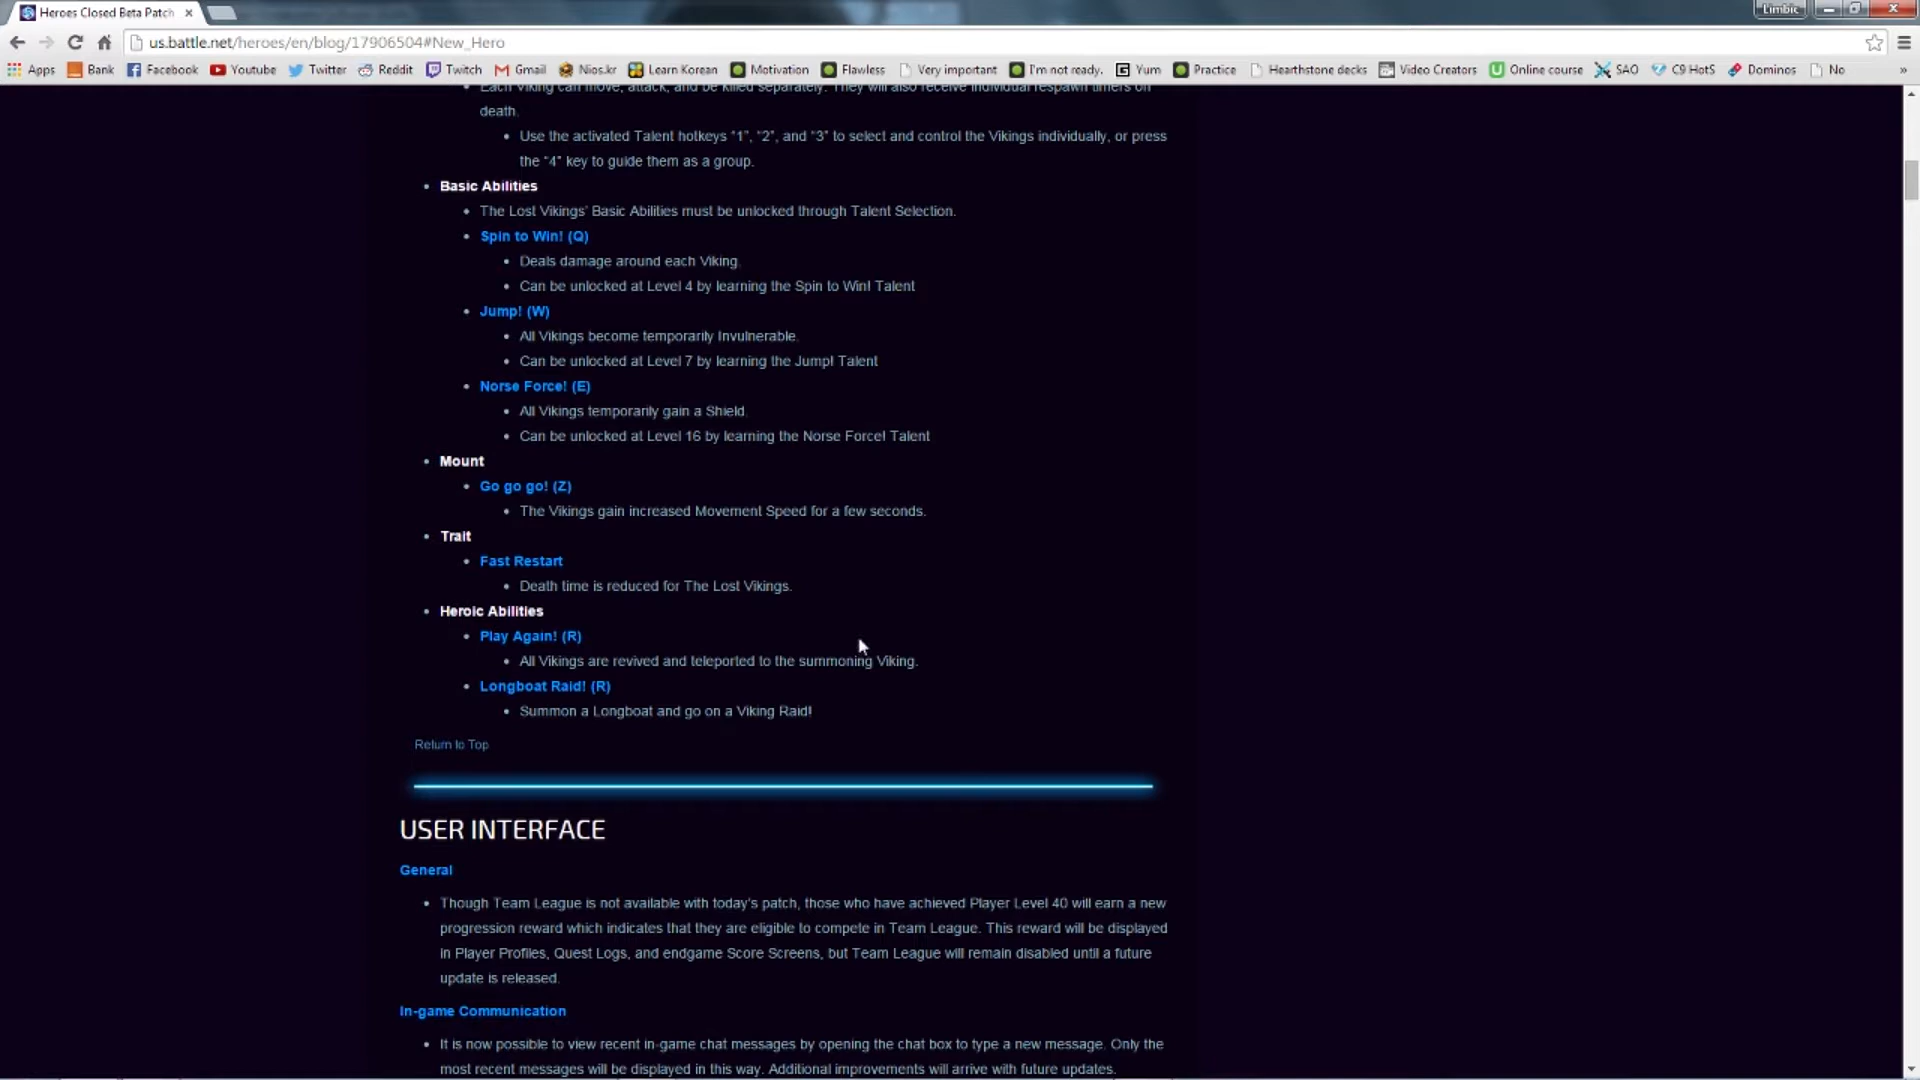 Heroes Closed Beta Patch
Limbic
us.battle.net/heroes/en/blog/17906504#New_Hero
Apps Bank Facebook Youtube Twitter Reddit Twitch Gmail Nios.kr Learn Korean Motivation Flawless Very important I'm not ready. Yum Practice Hearthstone decks Video Creators Online course SAO C9 HotS Dominos No »
Each Viking can move, attack, and be killed separately. They will also receive individual respawn timers on
death.
Use the activated Talent hotkeys “1”, “2”, and “3” to select and control the Vikings individually, or press
the “4” key to guide them as a group.
Basic Abilities
The Lost Vikings’ Basic Abilities must be unlocked through Talent Selection.
Spin to Win! (Q)
Deals damage around each Viking.
Can be unlocked at Level 4 by learning the Spin to Win! Talent
Jump! (W)
All Vikings become temporarily Invulnerable.
Can be unlocked at Level 7 by learning the Jump! Talent
Norse Force! (E)
All Vikings temporarily gain a Shield.
Can be unlocked at Level 16 by learning the Norse Force! Talent
Mount
Go go go! (Z)
The Vikings gain increased Movement Speed for a few seconds.
Trait
Fast Restart
Death time is reduced for The Lost Vikings.
Heroic Abilities
Play Again! (R)
All Vikings are revived and teleported to the summoning Viking.
Longboat Raid! (R)
Summon a Longboat and go on a Viking Raid!
Return to Top
USER INTERFACE
General
Though Team League is not available with today’s patch, those who have achieved Player Level 40 will earn a new
progression reward which indicates that they are eligible to compete in Team League. This reward will be displayed
in Player Profiles, Quest Logs, and endgame Score Screens, but Team League will remain disabled until a future
update is released.
In-game Communication
It is now possible to view recent in-game chat messages by opening the chat box to type a new message. Only the
most recent messages will be displayed in this way. Additional improvements will arrive with future updates.